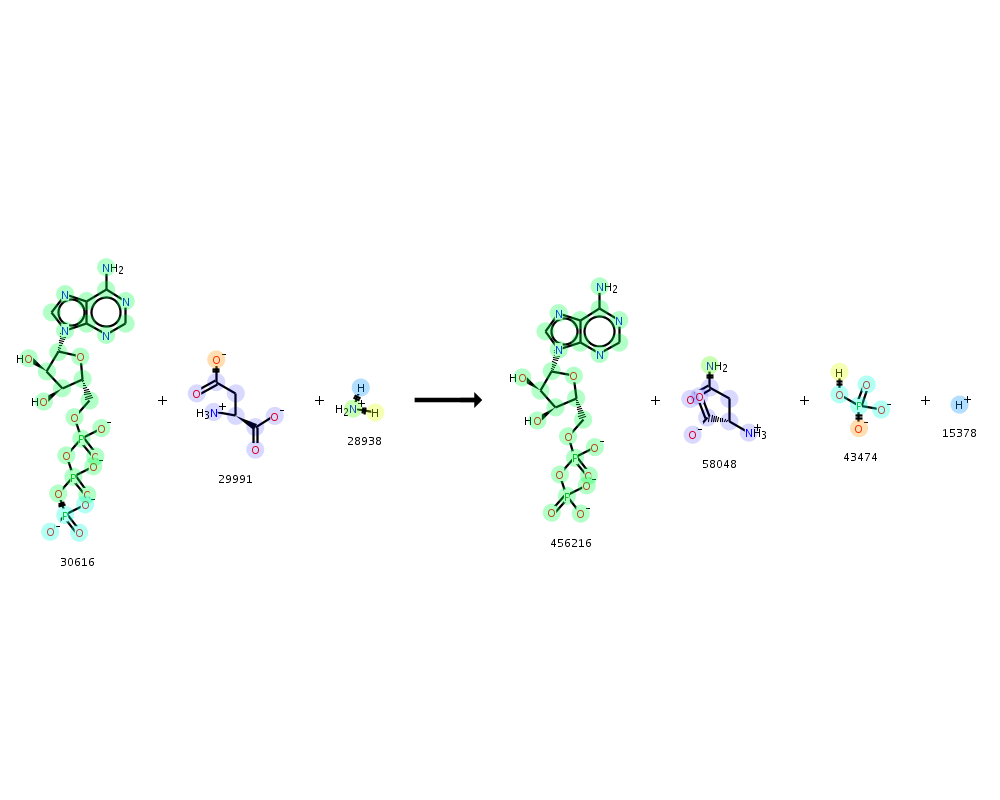 NH2
N
N
N
N
HO
O
HO
O
P
O-
O
O
O-
P
O
O
O-
P
O-
O
30616
+
O-
O
H3N+
O-
O
29991
+
H
H2N+
H
28938
NH2
N
N
N
N
HO
O
HO
O
P
O-
O
O
O-
P
O
O-
456216
+
NH2
O
O
O-
NH3+
58048
+
H
O
O
P
O-
O-
43474
+
H+
15378